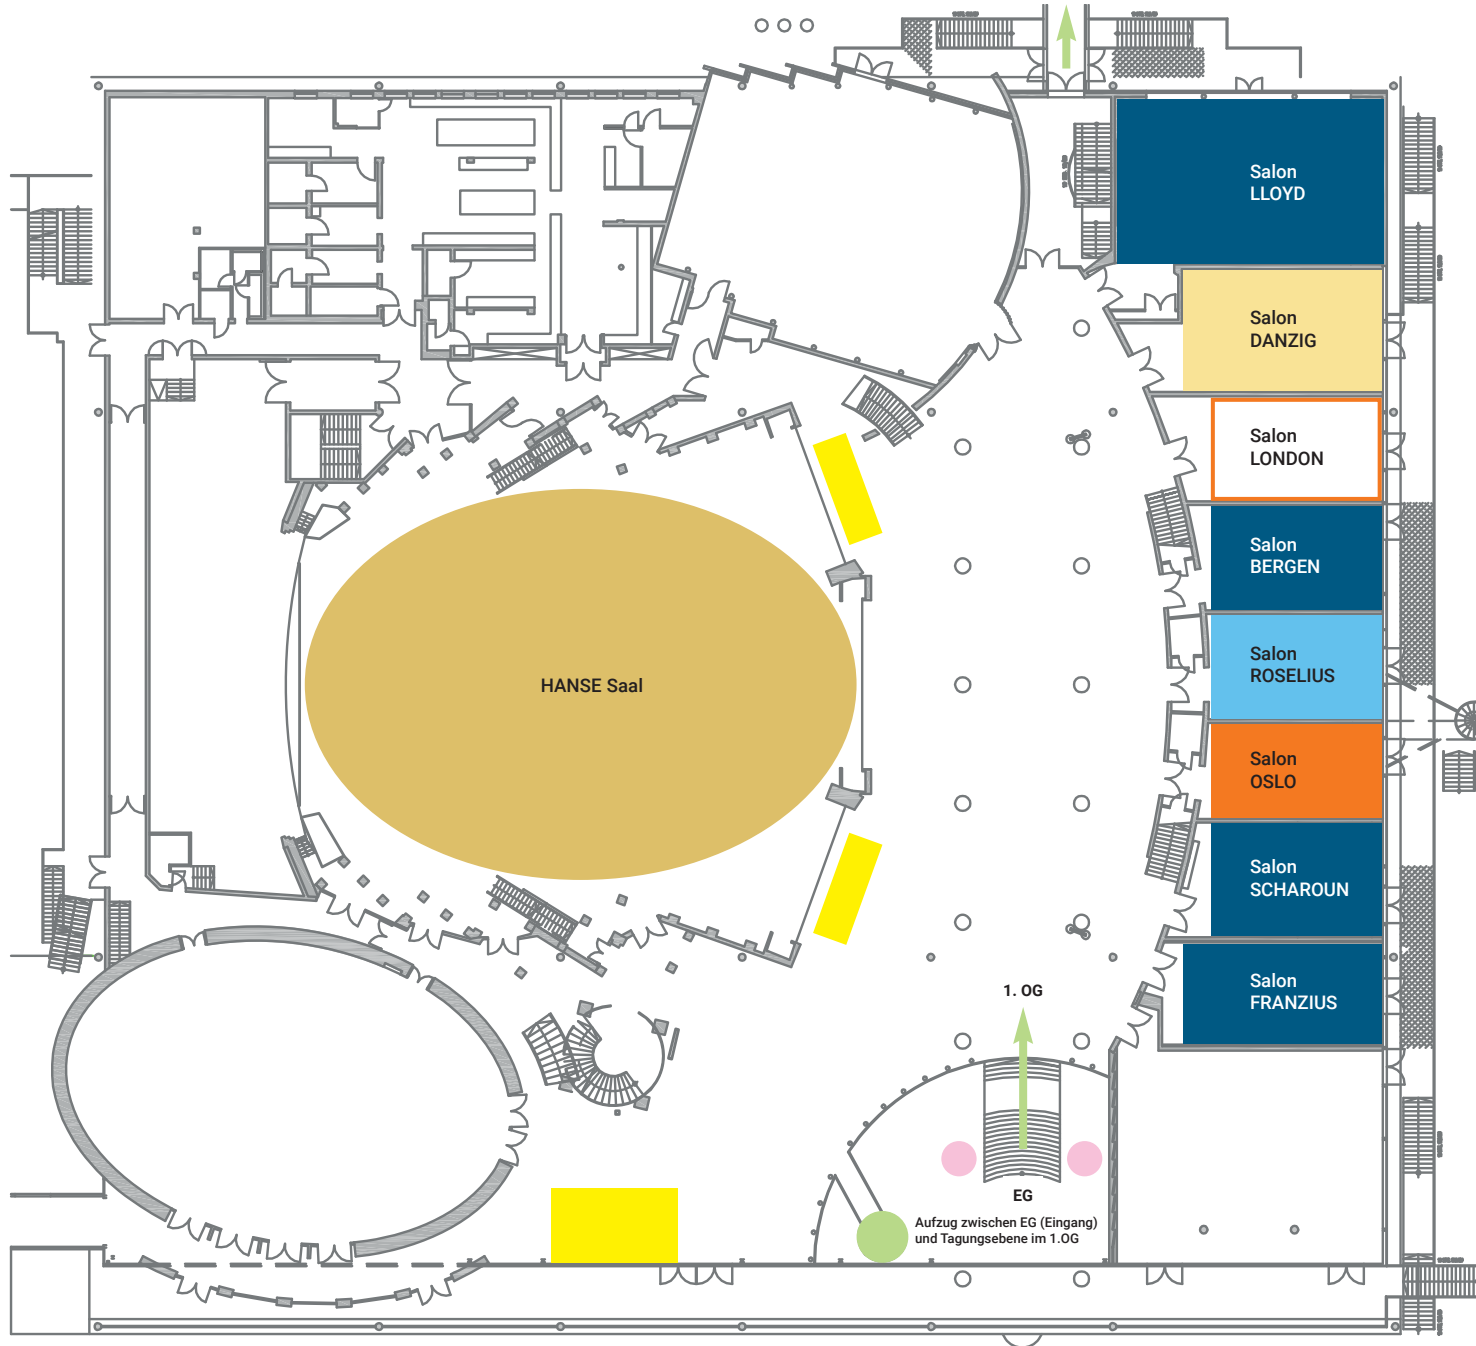 Salon
LLOYD
Salon
DANZIG
Salon
LONDON
Salon
BERGEN
HANSE Saal
Salon
ROSELIUS
Salon
OSLO
Salon
SCHAROUN
Salon
FRANZIUS
1. OG
EG
Aufzug zwischen EG (Eingang)
und Tagungsebene im 1.OG